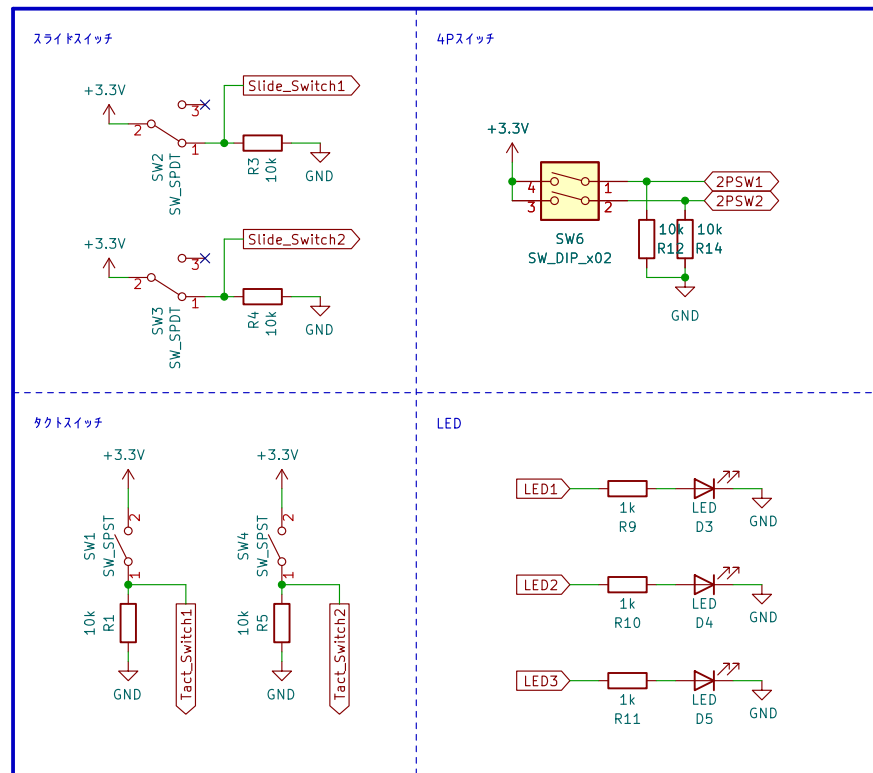 スライドスイッチ
+3.3V
2
3
1
SW2
SW_SPDT
Slide_Switch1
R3
10k
GND
+3.3V
2
3
1
SW3
SW_SPDT
Slide_Switch2
R4
10k
GND
4Pスイッチ
+3.3V
4
3
1
2
SW6
SW_DIP_x02
2PSW1
2PSW2
10k
R12
10k
R14
GND
タクトスイッチ
+3.3V
2
1
SW1
SW_SPST
10k
R1
GND
Tact_Switch1
+3.3V
2
1
SW4
SW_SPST
10k
R5
GND
Tact_Switch2
LED
LED1
1k
R9
LED
D3
GND
LED2
1k
R10
LED
D4
GND
LED3
1k
R11
LED
D5
GND